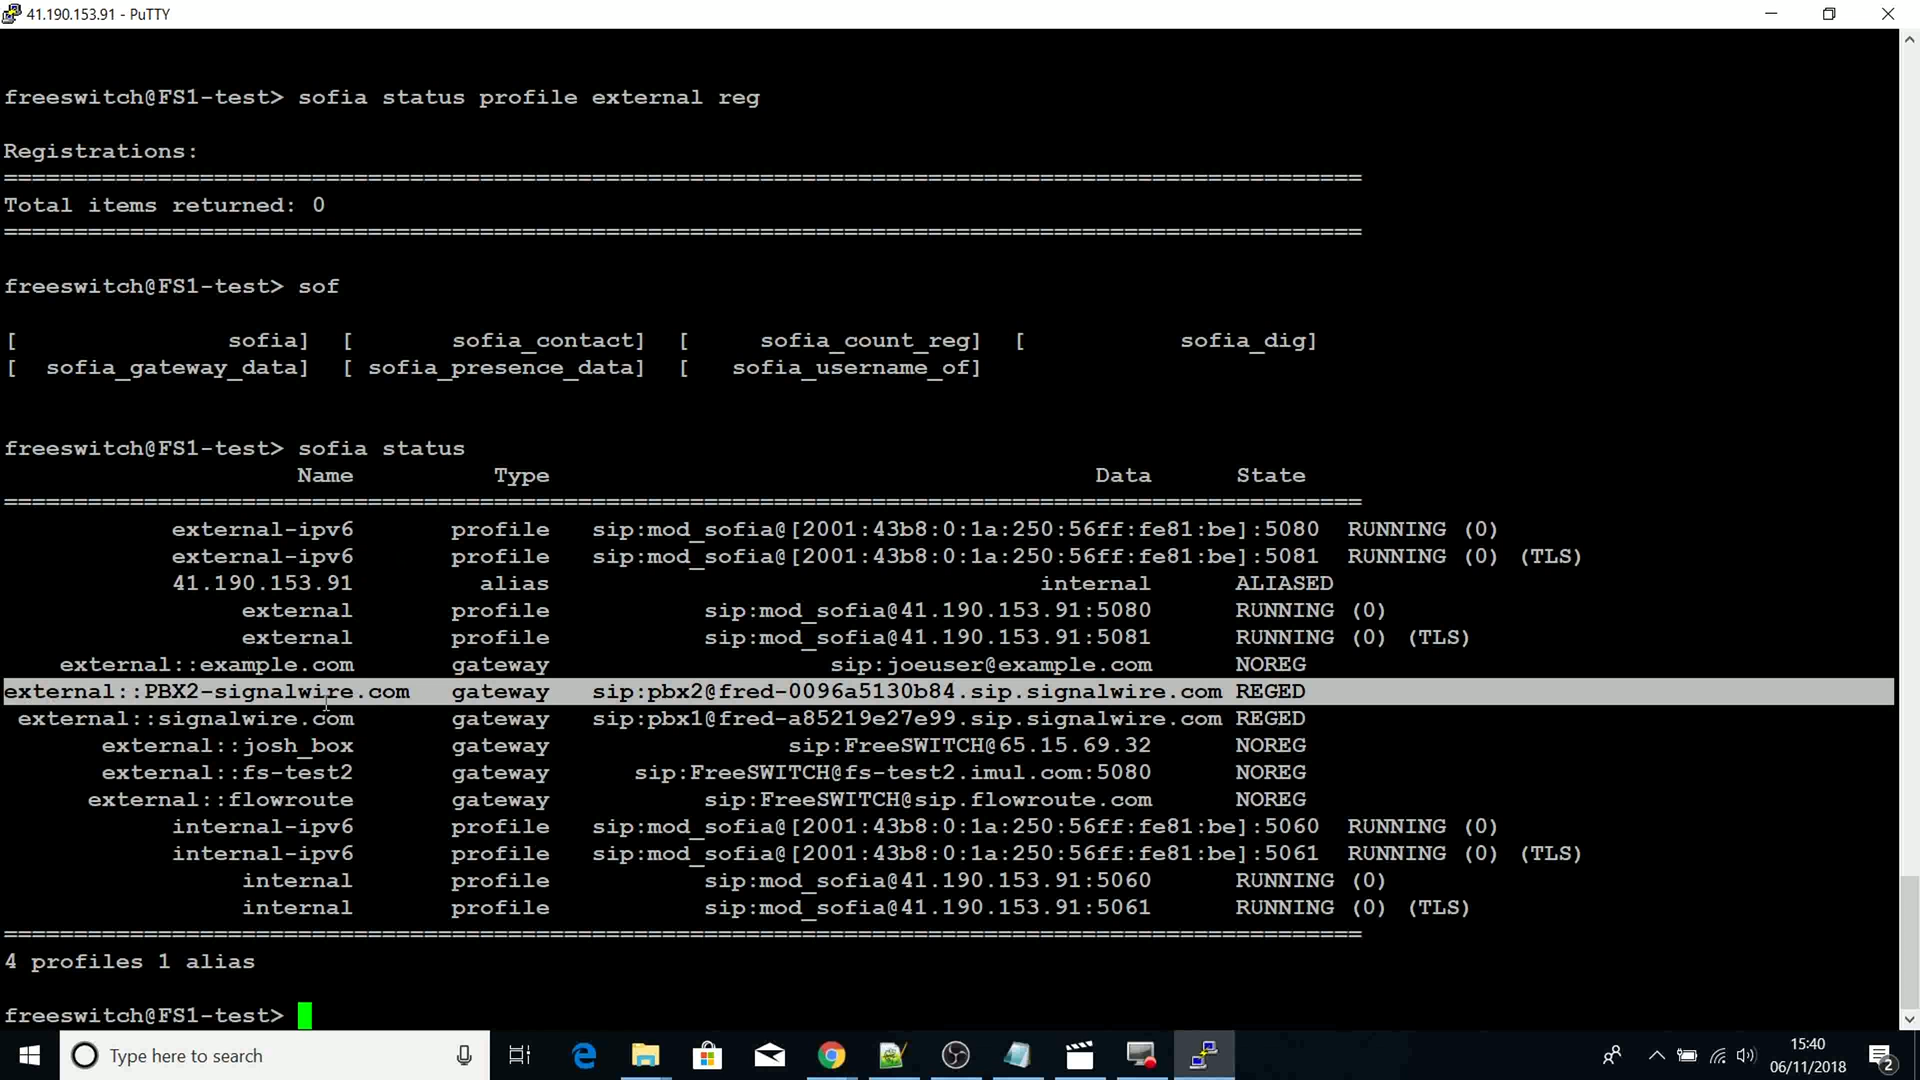 41.190.153.91 - PuTTY
freeswitch@FS1-test> sofia status profile external reg
Registrations:
=================================================================================================
Total items returned: 0
=================================================================================================
freeswitch@FS1-test> sof
[               sofia]  [       sofia_contact]  [     sofia_count_reg]  [           sofia_dig]
[  sofia_gateway_data]  [ sofia_presence_data]  [   sofia_username_of]
freeswitch@FS1-test> sofia status
Name          Type                                       Data      State
=================================================================================================
external-ipv6       profile   sip:mod_sofia@[2001:43b8:0:1a:250:56ff:fe81:be]:5080  RUNNING (0)
external-ipv6       profile   sip:mod_sofia@[2001:43b8:0:1a:250:56ff:fe81:be]:5081  RUNNING (0) (TLS)
41.190.153.91         alias                                   internal      ALIASED
external       profile           sip:mod_sofia@41.190.153.91:5080      RUNNING (0)
external       profile           sip:mod_sofia@41.190.153.91:5081      RUNNING (0) (TLS)
external::example.com       gateway                    sip:joeuser@example.com      NOREG
external::PBX2-signalwire.com   gateway   sip:pbx2@fred-0096a5130b84.sip.signalwire.com REGED
external::signalwire.com       gateway   sip:pbx1@fred-a85219e27e99.sip.signalwire.com REGED
external::josh_box       gateway                 sip:FreeSWITCH@65.15.69.32      NOREG
external::fs-test2       gateway      sip:FreeSWITCH@fs-test2.imul.com:5080      NOREG
external::flowroute       gateway           sip:FreeSWITCH@sip.flowroute.com      NOREG
internal-ipv6       profile   sip:mod_sofia@[2001:43b8:0:1a:250:56ff:fe81:be]:5060  RUNNING (0)
internal-ipv6       profile   sip:mod_sofia@[2001:43b8:0:1a:250:56ff:fe81:be]:5061  RUNNING (0) (TLS)
internal       profile           sip:mod_sofia@41.190.153.91:5060      RUNNING (0)
internal       profile           sip:mod_sofia@41.190.153.91:5061      RUNNING (0) (TLS)
=================================================================================================
4 profiles 1 alias
freeswitch@FS1-test>
Type here to search
15:40
06/11/2018
2